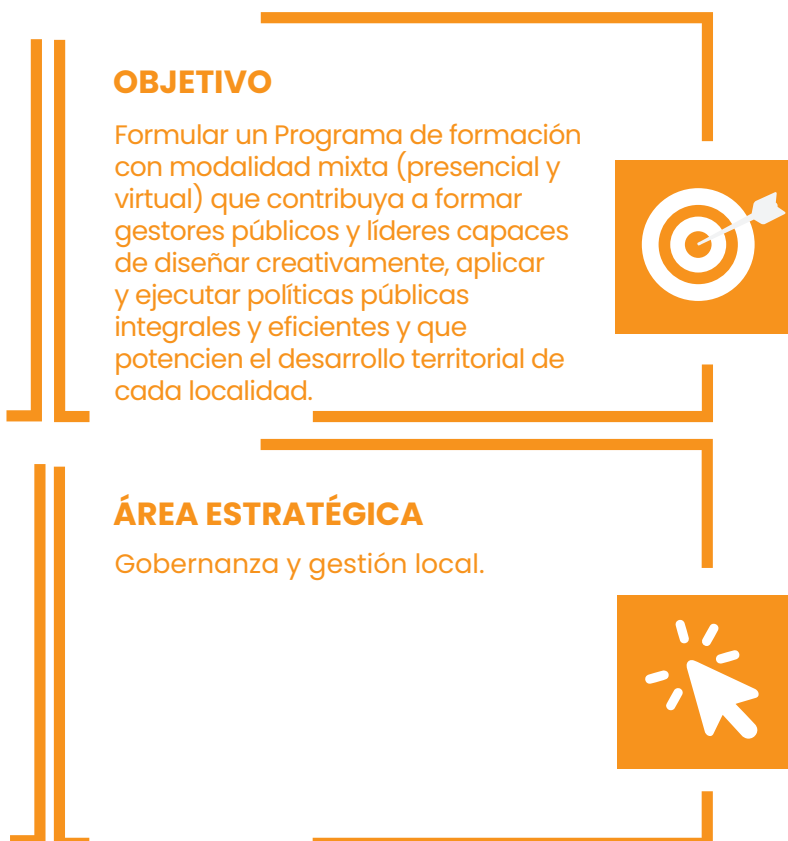 OBJETIVO
Formular un Programa de formación
con modalidad mixta (presencial y
virtual) que contribuya a formar
gestores públicos y líderes capaces
de diseñar creativamente, aplicar
y ejecutar políticas públicas
integrales y eficientes y que
potencien el desarrollo territorial de
cada localidad.
ÁREA ESTRATÉGICA
Gobernanza y gestión local.